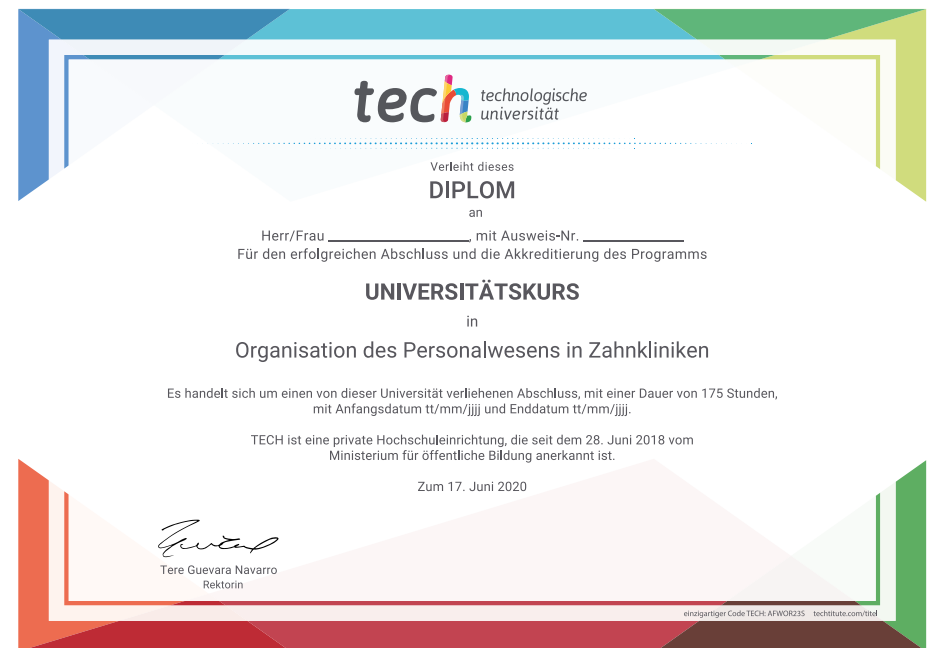 tech technologische
universität
Verleiht dieses
DIPLOM
an
Herr/Frau ____________________, mit Ausweis-Nr. ______________
Für den erfolgreichen Abschluss und die Akkreditierung des Programms
UNIVERSITÄTSKURS
in
Organisation des Personalwesens in Zahnkliniken
Es handelt sich um einen von dieser Universität verliehenen Abschluss, mit einer Dauer von 175 Stunden,
mit Anfangsdatum tt/mm/jjjj und Enddatum tt/mm/jjjj.
TECH ist eine private Hochschuleinrichtung, die seit dem 28. Juni 2018 vom
Ministerium für öffentliche Bildung anerkannt ist.
Zum 17. Juni 2020
Tere Guevara Navarro
Rektorin
einzigartiger Code TECH: AFWOR23S techtitute.com/titel